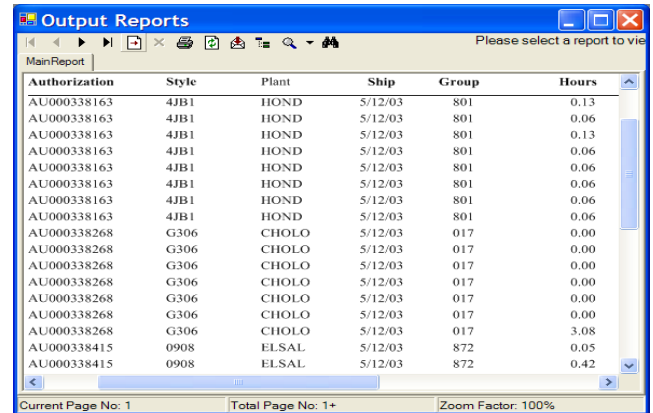 Output Reports
Please select a report to vie
MainReport
Authorization Style Plant Ship Group Hours
AU000338163 4JB1 HOND 5/12/03 801 0.13
AU000338163 4JB1 HOND 5/12/03 801 0.06
AU000338163 4JB1 HOND 5/12/03 801 0.13
AU000338163 4JB1 HOND 5/12/03 801 0.06
AU000338163 4JB1 HOND 5/12/03 801 0.06
AU000338163 4JB1 HOND 5/12/03 801 0.06
AU000338163 4JB1 HOND 5/12/03 801 0.06
AU000338163 4JB1 HOND 5/12/03 801 0.06
AU000338268 G306 CHOLO 5/12/03 017 0.00
AU000338268 G306 CHOLO 5/12/03 017 0.00
AU000338268 G306 CHOLO 5/12/03 017 0.00
AU000338268 G306 CHOLO 5/12/03 017 0.00
AU000338268 G306 CHOLO 5/12/03 017 0.00
AU000338268 G306 CHOLO 5/12/03 017 3.08
AU000338415 0908 ELSAL 5/12/03 872 0.05
AU000338415 0908 ELSAL 5/12/03 872 0.42
Current Page No: 1 Total Page No: 1+ Zoom Factor: 100%